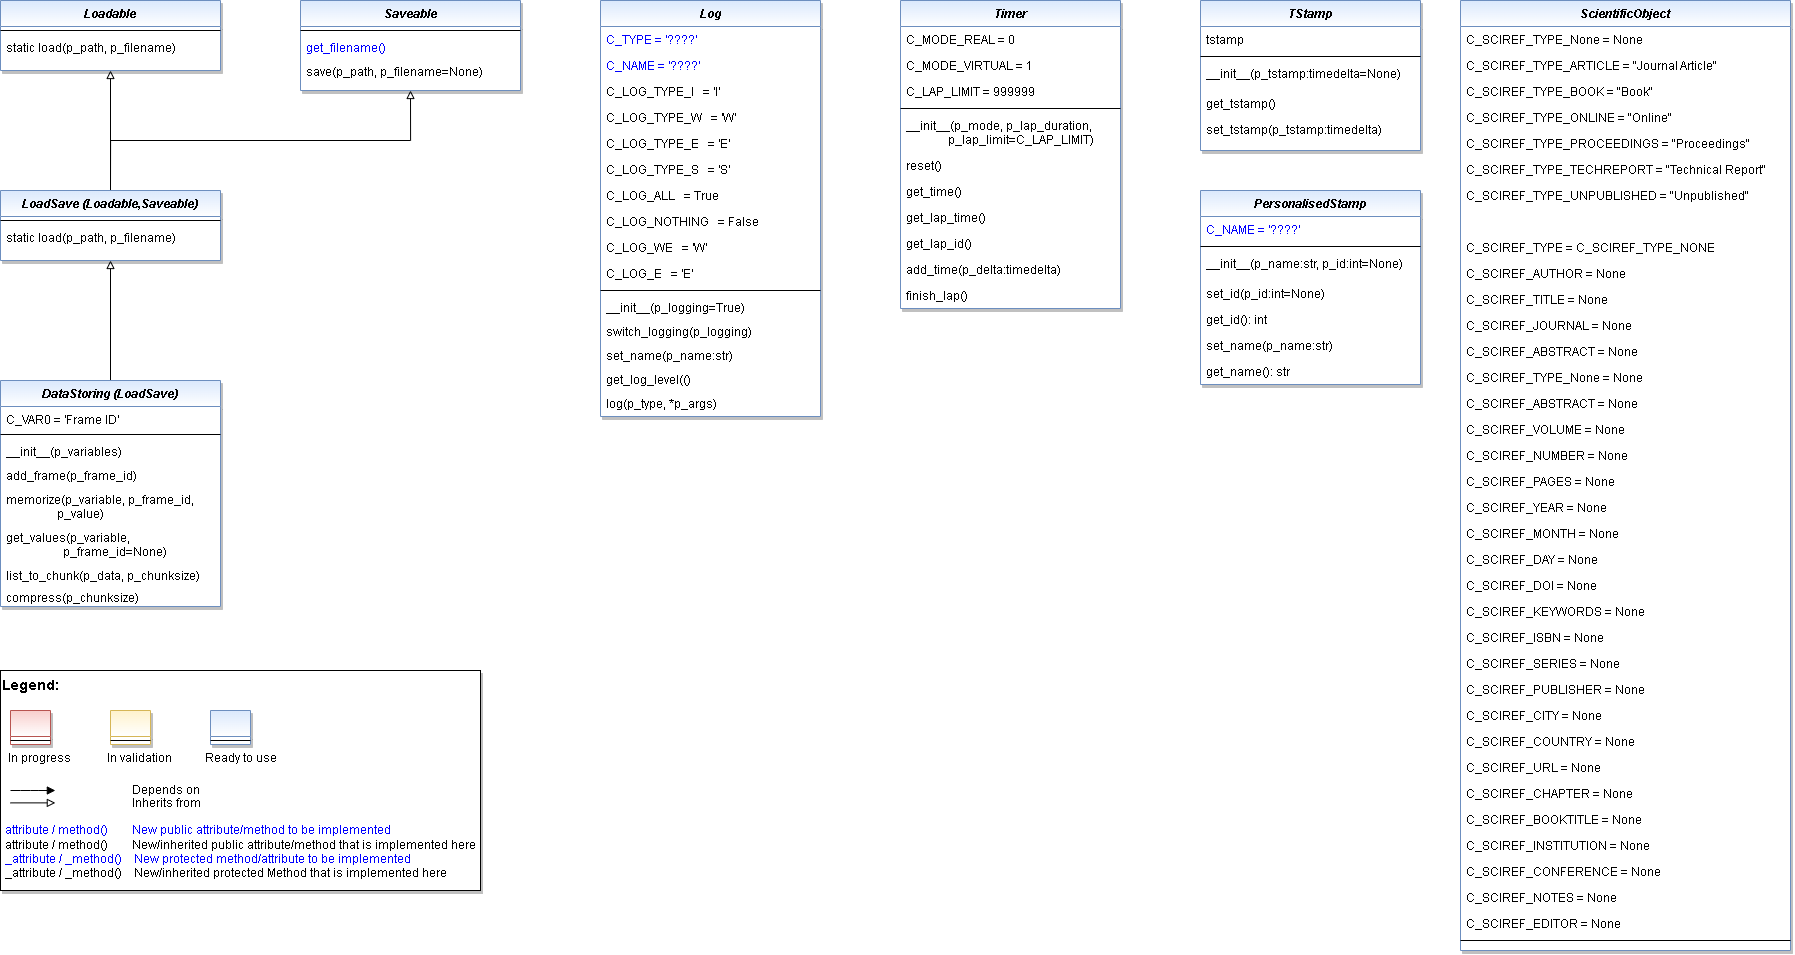 Loadable
static load(p_path, p_filename)
Saveable
get_filename()
save(p_path, p_filename=None)
LoadSave (Loadable,Saveable)
static load(p_path, p_filename)
DataStoring (LoadSave)
C_VAR0 = 'Frame ID'
__init__(p_variables)
add_frame(p_frame_id)
memorize(p_variable, p_frame_id,
p_value)
get_values(p_variable,
p_frame_id=None)
list_to_chunk(p_data, p_chunksize)
compress(p_chunksize)
Log
C_TYPE = '????'
C_NAME = '????'
C_LOG_TYPE_I = 'I'
C_LOG_TYPE_W = 'W'
C_LOG_TYPE_E = 'E'
C_LOG_TYPE_S = 'S'
C_LOG_ALL = True
C_LOG_NOTHING = False
C_LOG_WE = 'W'
C_LOG_E = 'E'
__init__(p_logging=True)
switch_logging(p_logging)
set_name(p_name:str)
get_log_level(()
log(p_type, *p_args)
Timer
C_MODE_REAL = 0
C_MODE_VIRTUAL = 1
C_LAP_LIMIT = 999999
__init__(p_mode, p_lap_duration,
p_lap_limit=C_LAP_LIMIT)
reset()
get_time()
get_lap_time()
get_lap_id()
add_time(p_delta:timedelta)
finish_lap()
TStamp
tstamp
__init__(p_tstamp:timedelta=None)
get_tstamp()
set_tstamp(p_tstamp:timedelta)
PersonalisedStamp
C_NAME = '????'
__init__(p_name:str, p_id:int=None)
set_id(p_id:int=None)
get_id(): int
set_name(p_name:str)
get_name(): str
ScientificObject
C_SCIREF_TYPE_None = None
C_SCIREF_TYPE_ARTICLE = "Journal Article"
C_SCIREF_TYPE_BOOK = "Book"
C_SCIREF_TYPE_ONLINE = "Online"
C_SCIREF_TYPE_PROCEEDINGS = "Proceedings"
C_SCIREF_TYPE_TECHREPORT = "Technical Report"
C_SCIREF_TYPE_UNPUBLISHED = "Unpublished"
C_SCIREF_TYPE = C_SCIREF_TYPE_NONE
C_SCIREF_AUTHOR = None
C_SCIREF_TITLE = None
C_SCIREF_JOURNAL = None
C_SCIREF_ABSTRACT = None
C_SCIREF_TYPE_None = None
C_SCIREF_ABSTRACT = None
C_SCIREF_VOLUME = None
C_SCIREF_NUMBER = None
C_SCIREF_PAGES = None
C_SCIREF_YEAR = None
C_SCIREF_MONTH = None
C_SCIREF_DAY = None
C_SCIREF_DOI = None
C_SCIREF_KEYWORDS = None
C_SCIREF_ISBN = None
C_SCIREF_SERIES = None
C_SCIREF_PUBLISHER = None
C_SCIREF_CITY = None
C_SCIREF_COUNTRY = None
C_SCIREF_URL = None
C_SCIREF_CHAPTER = None
C_SCIREF_BOOKTITLE = None
C_SCIREF_INSTITUTION = None
C_SCIREF_CONFERENCE = None
C_SCIREF_NOTES = None
C_SCIREF_EDITOR = None
Legend:
In progress
In validation
Ready to use
Depends on
Inherits from
attribute / method() New public attribute/method to be implemented
attribute / method() New/inherited public attribute/method that is implemented here
_attribute / _method() New protected method/attribute to be implemented
_attribute / _method() New/inherited protected Method that is implemented here